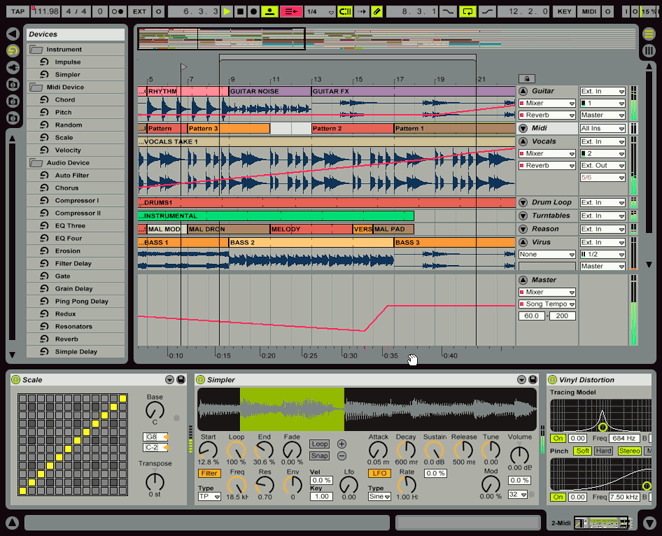 TAP 111.98 4 / 4 EXT 6. 3. 3 1/4 8. 3. 1 12. 0. 0 KEY MIDI 15 %
Devices
Instrument
Impulse
Simpler
Midi Device
Chord
Pitch
Random
Scale
Velocity
Audio Device
Auto Filter
Chorus
Compressor I
Compressor II
EQ Three
EQ Four
Erosion
Filter Delay
Gate
Grain Delay
Ping Pong Delay
Redux
Resonators
Reverb
Simple Delay
5 7 9 11 13 15 17 19 21
RHYTHM GUITAR NOISE GUITAR FX
Guitar Ext. In
Mixer 1
Reverb Master
Pattern Pattern 3 Pattern 2 Pattern 1
Midi All Ins
...VOCALS TAKE 1
Vocals Ext. In
Mixer 2
Reverb Ext. Out
5/6
...DRUMS1
Drum Loop Ext. In
...INSTRUMENTAL
Turntables Ext. In
MAL MOD MAL DRON MELODY VERS MAL PAD
Reason Ext. In
...BASS 1 BASS 2 BASS 3
Virus Ext. In
None 1/2
Master
Master
Mixer
Song Tempo
60.0 - 200
0:10 0:15 0:20 0:25 0:30 0:35 0:40
Scale
Base
C
G8
C-2
Transpose
0 st
Simpler
Start Loop End Fade Loop
12.8 % 100 % 30.6 % 0.00 % Snap
Filter Freq Res Env Vel Lfo
0.0 %
Type Key
TP 18.5 k 0.70 0 1.00 0.00 %
Attack Decay Sustain Release Tune Volume
0.05 m 600 ms 0.0 dB 500 ms 0.00 0.00 dB
LFO Rate 0.0 % Mod
0.0 %
Type
Sine 1.00 Hz 0.00 % 32
Vinyl Distortion
Tracing Model
On 0.00 Freq 684 Hz
Pinch Soft Hard Stereo
On 0.00 Freq 7.50 kHz
2-Midi